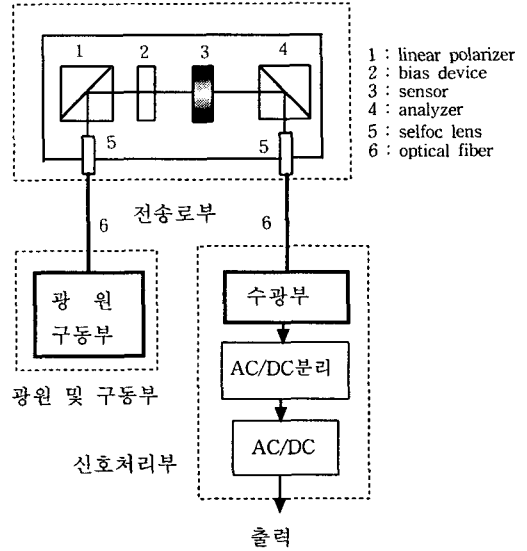 1
2
3
4
1 : linear polarizer
2 : bias device
3 : sensor
4 : analyzer
5 : selfoc lens
6 : optical fiber
5
5
6
전송로부
6
광 원
구동부
광원 및 구동부
수광부
AC/DC분리
AC/DC
신호처리부
출력